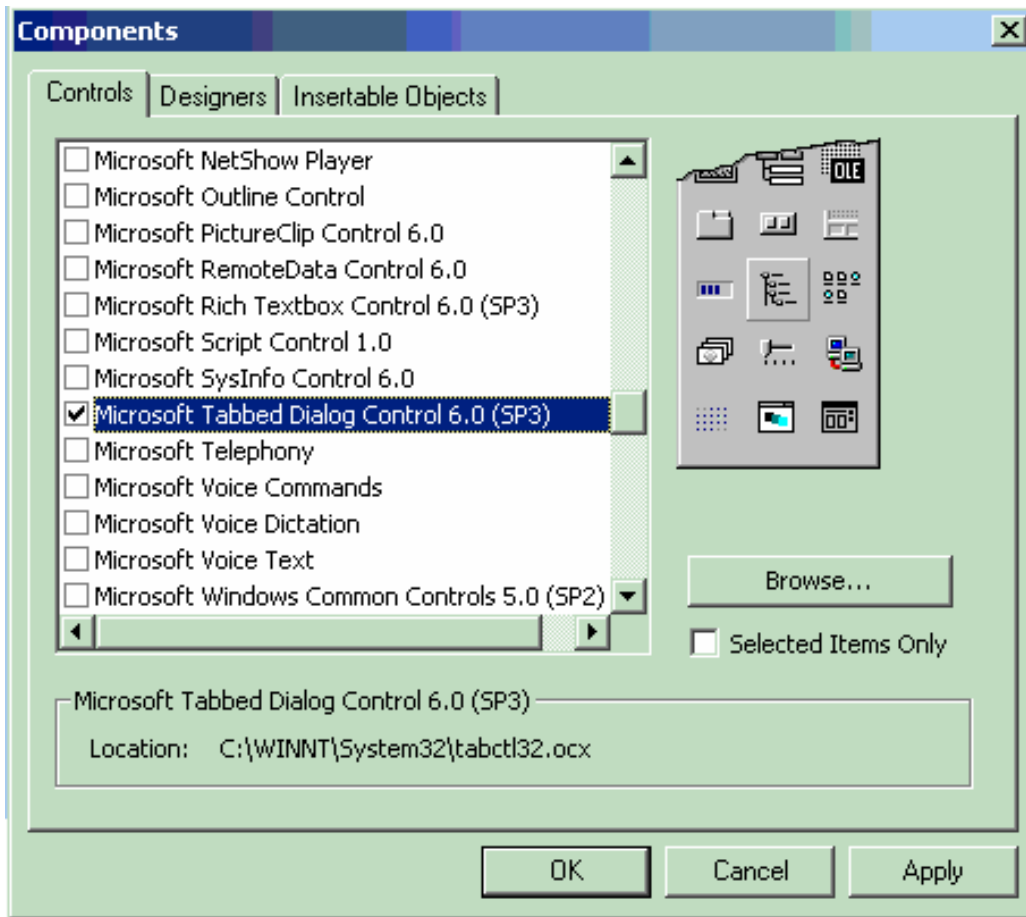 Components
Controls
Designers
Insertable Objects
Microsoft NetShow Player
Microsoft Outline Control
Microsoft PictureClip Control 6.0
Microsoft RemoteData Control 6.0
Microsoft Rich Textbox Control 6.0 (SP3)
Microsoft Script Control 1.0
Microsoft SysInfo Control 6.0
Microsoft Tabbed Dialog Control 6.0 (SP3)
Microsoft Telephony
Microsoft Voice Commands
Microsoft Voice Dictation
Microsoft Voice Text
Microsoft Windows Common Controls 5.0 (SP2)
OLE
Browse...
Selected Items Only
Microsoft Tabbed Dialog Control 6.0 (SP3)
Location: C:\WINNT\System32\tabctl32.ocx
OK
Cancel
Apply